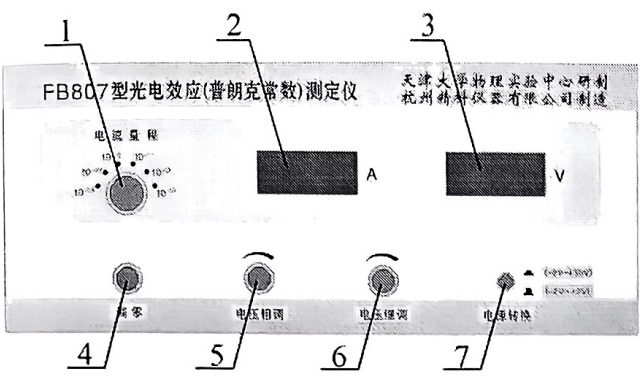 1 2 3
FB807型光电效应(普朗克常数)测定仪
天津大学物理实验中心研制
杭州精科仪器有限公司制造
电流量程
A
V
调零
电压粗调
电压细调
电源转换
4 5 6 7